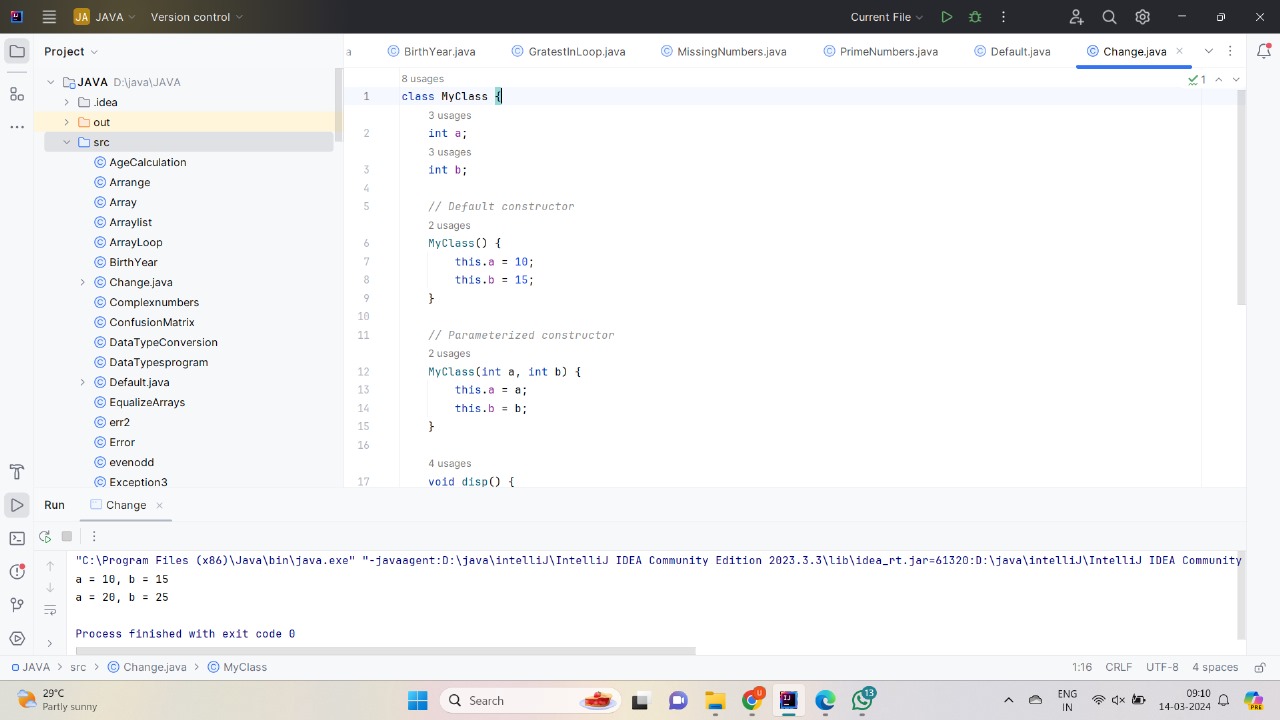 JA JAVA Version control Current File
Project
a BirthYear.java GratestInLoop.java MissingNumbers.java PrimeNumbers.java Default.java Change.java
JAVA D:\java\JAVA
.idea
out
src
AgeCalculation
Arrange
Array
Arraylist
ArrayLoop
BirthYear
Change.java
Complexnumbers
ConfusionMatrix
DataTypeConversion
DataTypesprogram
Default.java
EqualizeArrays
err2
Error
evenodd
Exception3
8 usages
1
1 class MyClass {
3 usages
2 int a;
3 usages
3 int b;
4
5 // Default constructor
2 usages
6 MyClass() {
7 this.a = 10;
8 this.b = 15;
9 }
10
11 // Parameterized constructor
2 usages
12 MyClass(int a, int b) {
13 this.a = a;
14 this.b = b;
15 }
16
4 usages
17 void disp() {
Run Change
"C:\Program Files (x86)\Java\bin\java.exe" "-javaagent:D:\java\intelliJ\IntelliJ IDEA Community Edition 2023.3.3\lib\idea_rt.jar=61320:D:\java\intelliJ\IntelliJ IDEA Community
a = 10, b = 15
a = 20, b = 25
Process finished with exit code 0
JAVA > src > Change.java > MyClass 1:16 CRLF UTF-8 4 spaces
29°C
Partly sunny
Search
U
13
ENG
IN
09:10
14-03-2024
PRE